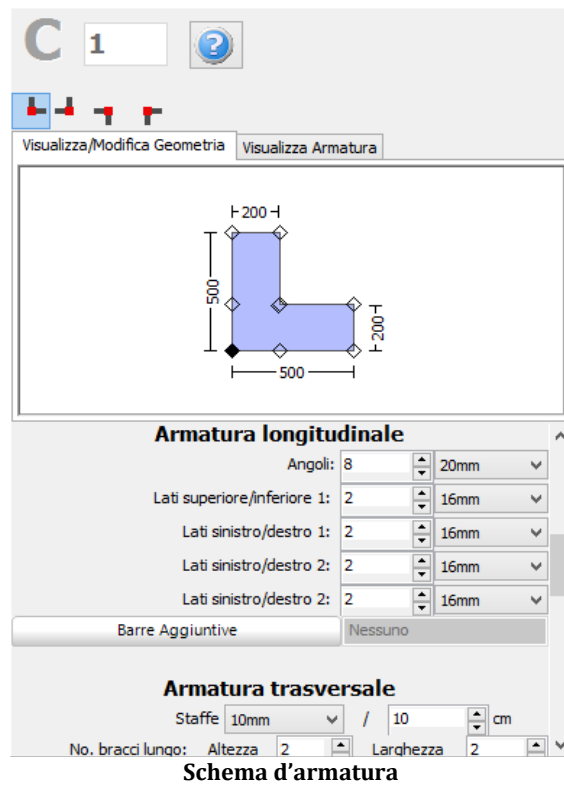 C 1 ?
Visualizza/Modifica Geometria Visualizza Armatura
200
500
200
500
Armatura longitudinale
Angoli: 8 20mm
Lati superiore/inferiore 1: 2 16mm
Lati sinistro/destro 1: 2 16mm
Lati sinistro/destro 2: 2 16mm
Lati sinistro/destro 2: 2 16mm
Barre Aggiuntive Nessuno
Armatura trasversale
Staffe 10mm / 10 cm
No. bracci lungo: Altezza 2 Larghezza 2
Schema d’armatura